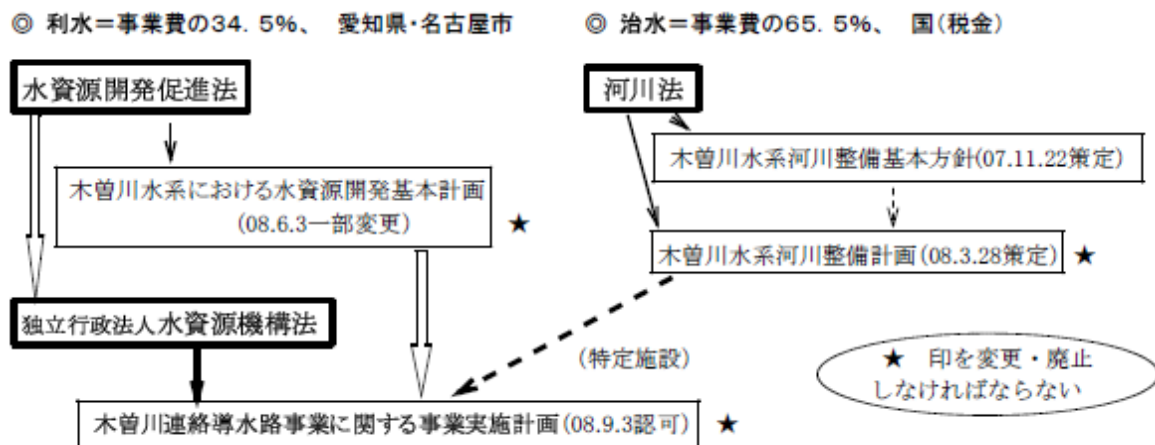 ◎ 利水＝事業費の34. 5%、 愛知県・名古屋市
◎ 治水＝事業費の65. 5%、 国(税金)
水資源開発促進法
河川法
木曽川水系河川整備基本方針(07.11.22策定)
木曽川水系における水資源開発基本計画
(08.6.3一部変更)
★
木曽川水系河川整備計画(08.3.28策定)
★
独立行政法人水資源機構法
(特定施設)
★ 印を変更・廃止
しなければならない
木曽川連絡導水路事業に関する事業実施計画(08.9.3認可)
★